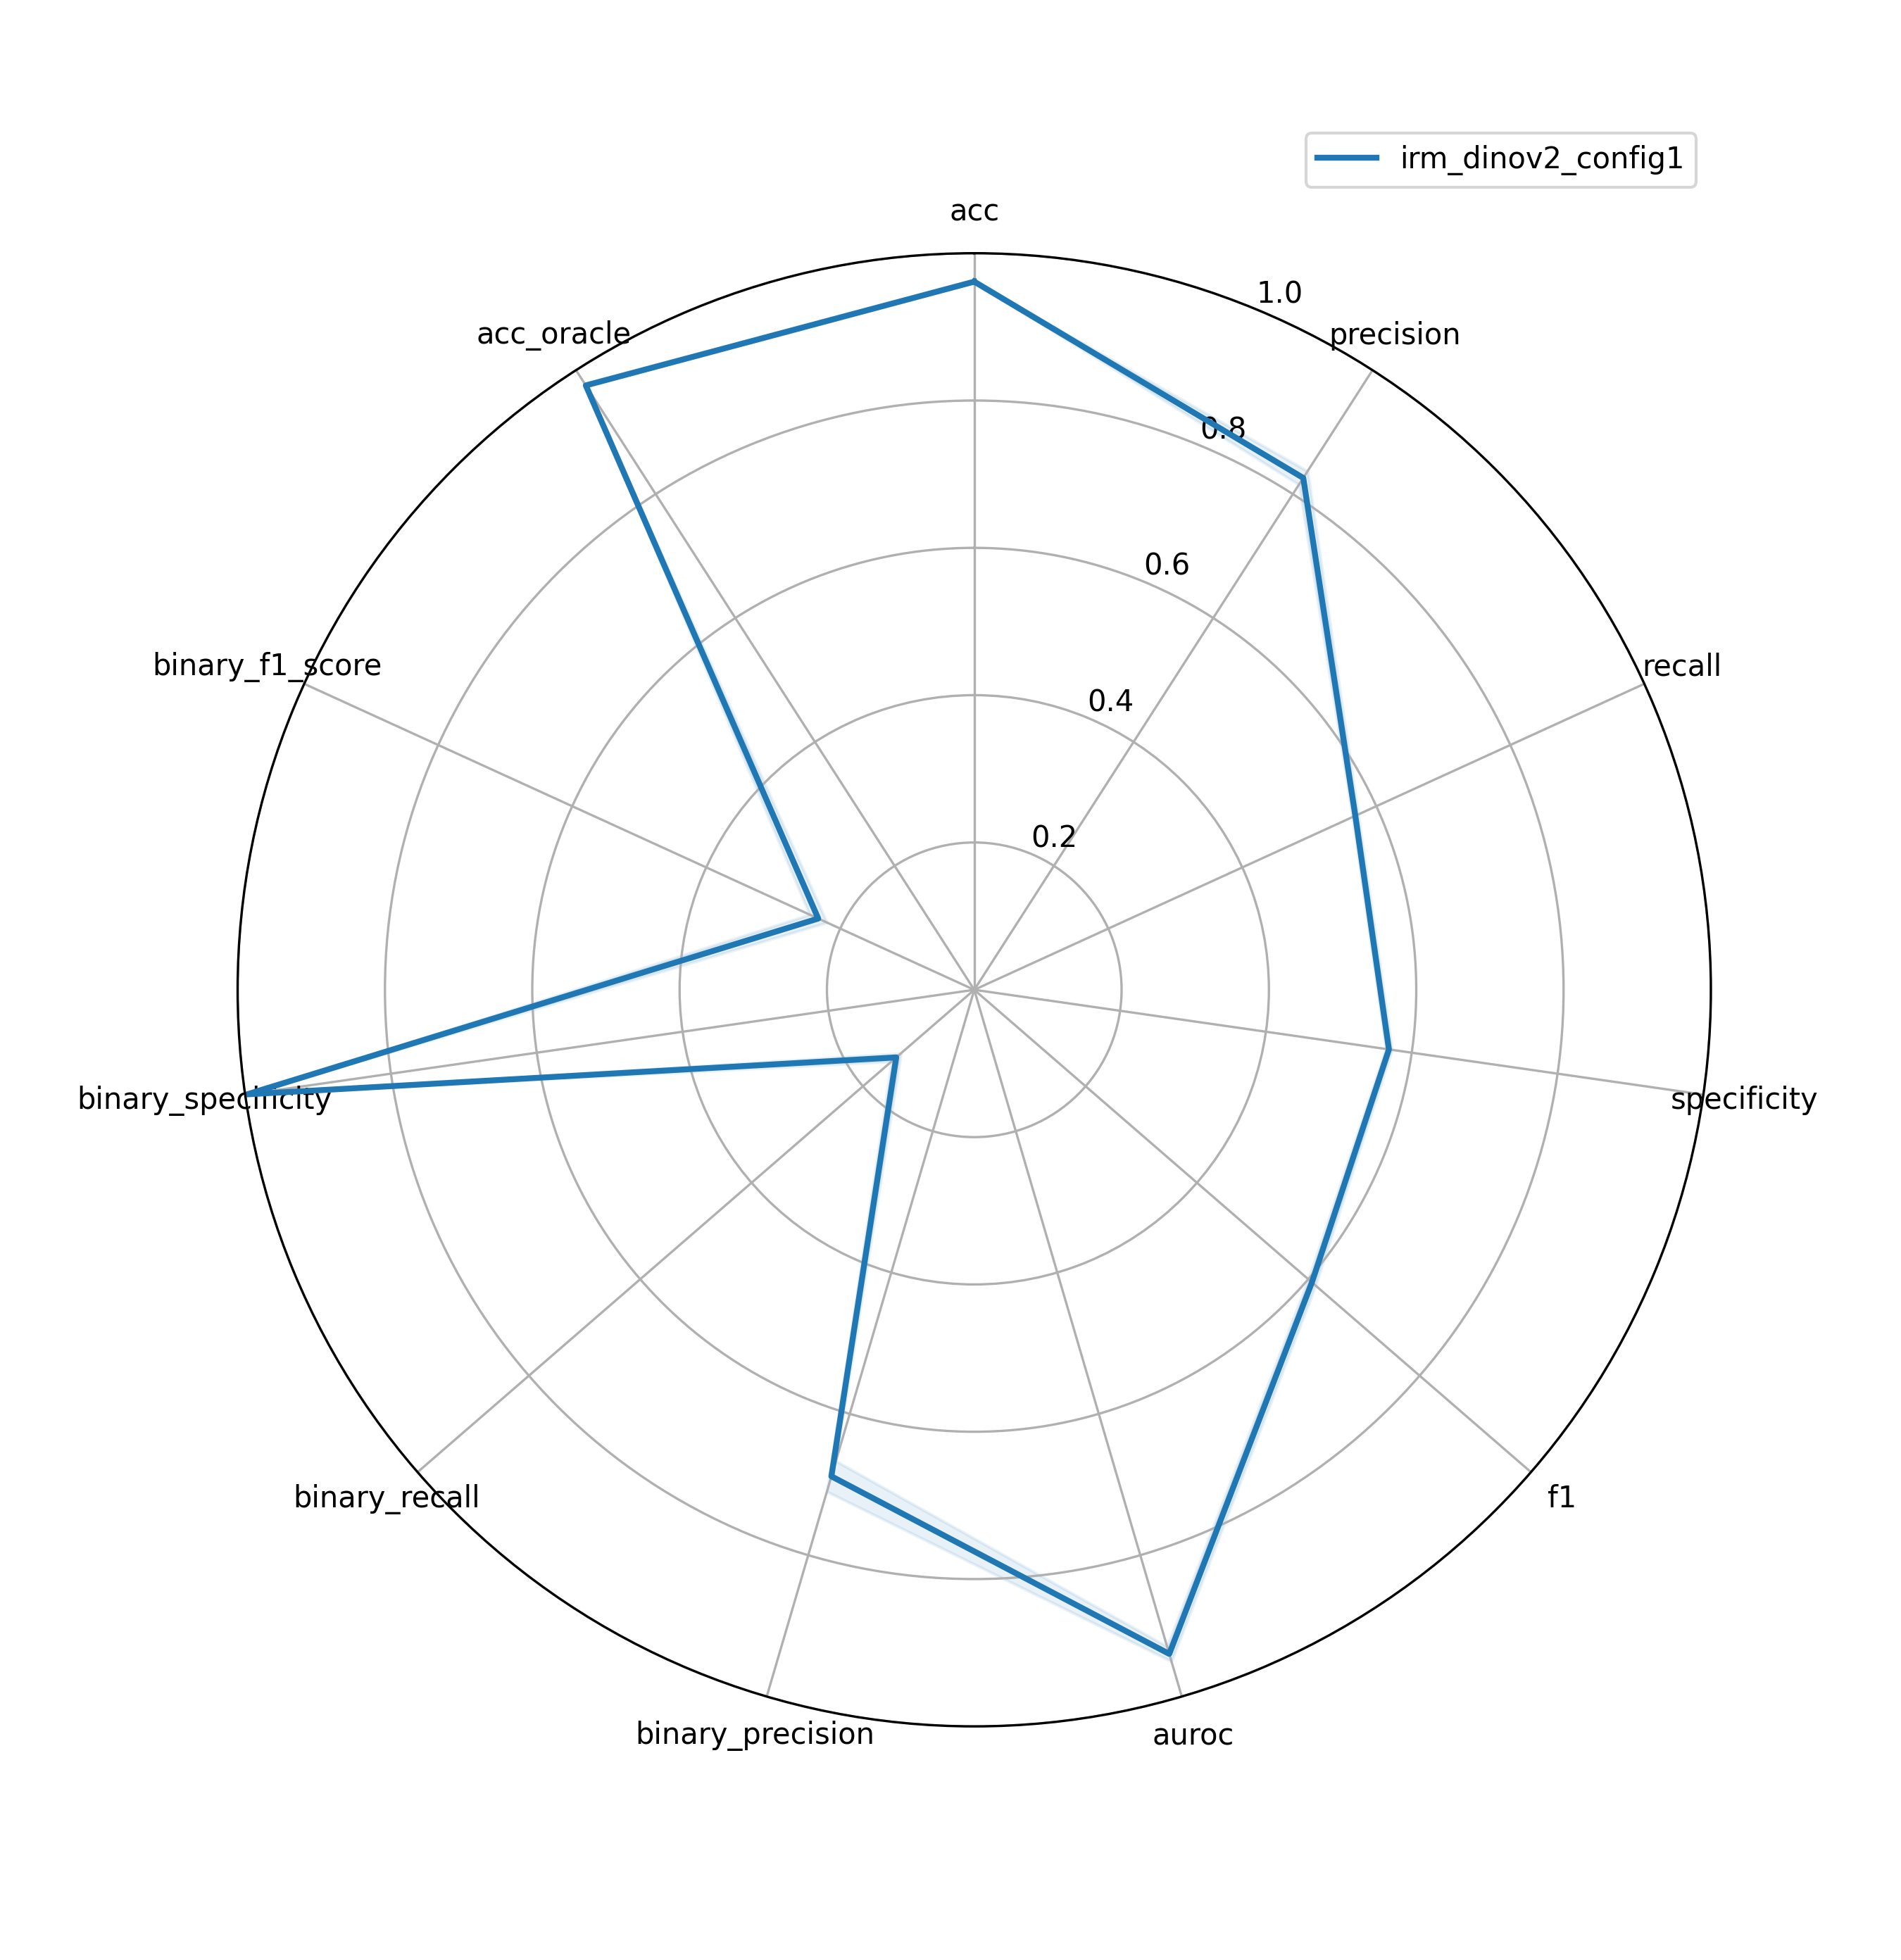 irm_dinov2_config1
acc
1.0
acc_oracle
precision
0.8
0.6
binary_f1_score
recall
0.4
0.2
binary_specificity
specificity
binary_recall
f1
binary_precision
auroc